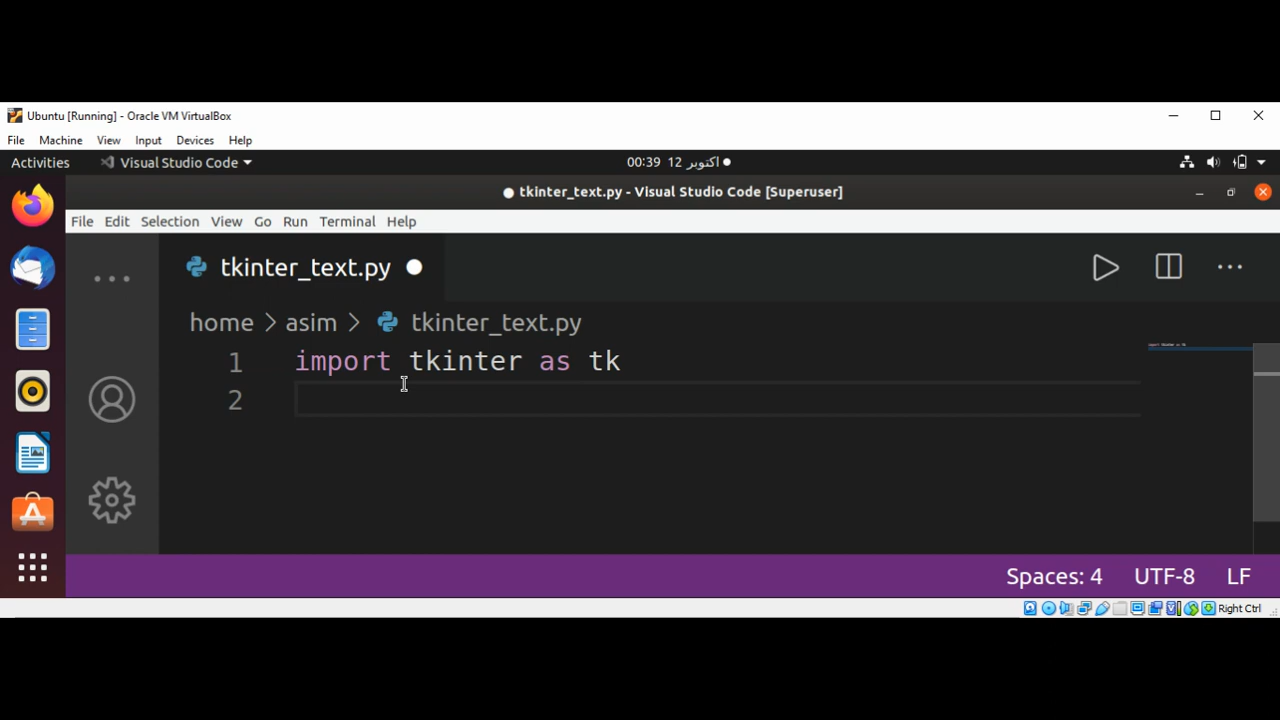 Ubuntu [Running] - Oracle VM VirtualBox
File Machine View Input Devices Help
Activities Visual Studio Code 00:39 12 اكتوبر
● tkinter_text.py - Visual Studio Code [Superuser]
File Edit Selection View Go Run Terminal Help
tkinter_text.py
home > asim > tkinter_text.py
1 import tkinter as tk
2
Spaces: 4 UTF-8 LF
Right Ctrl